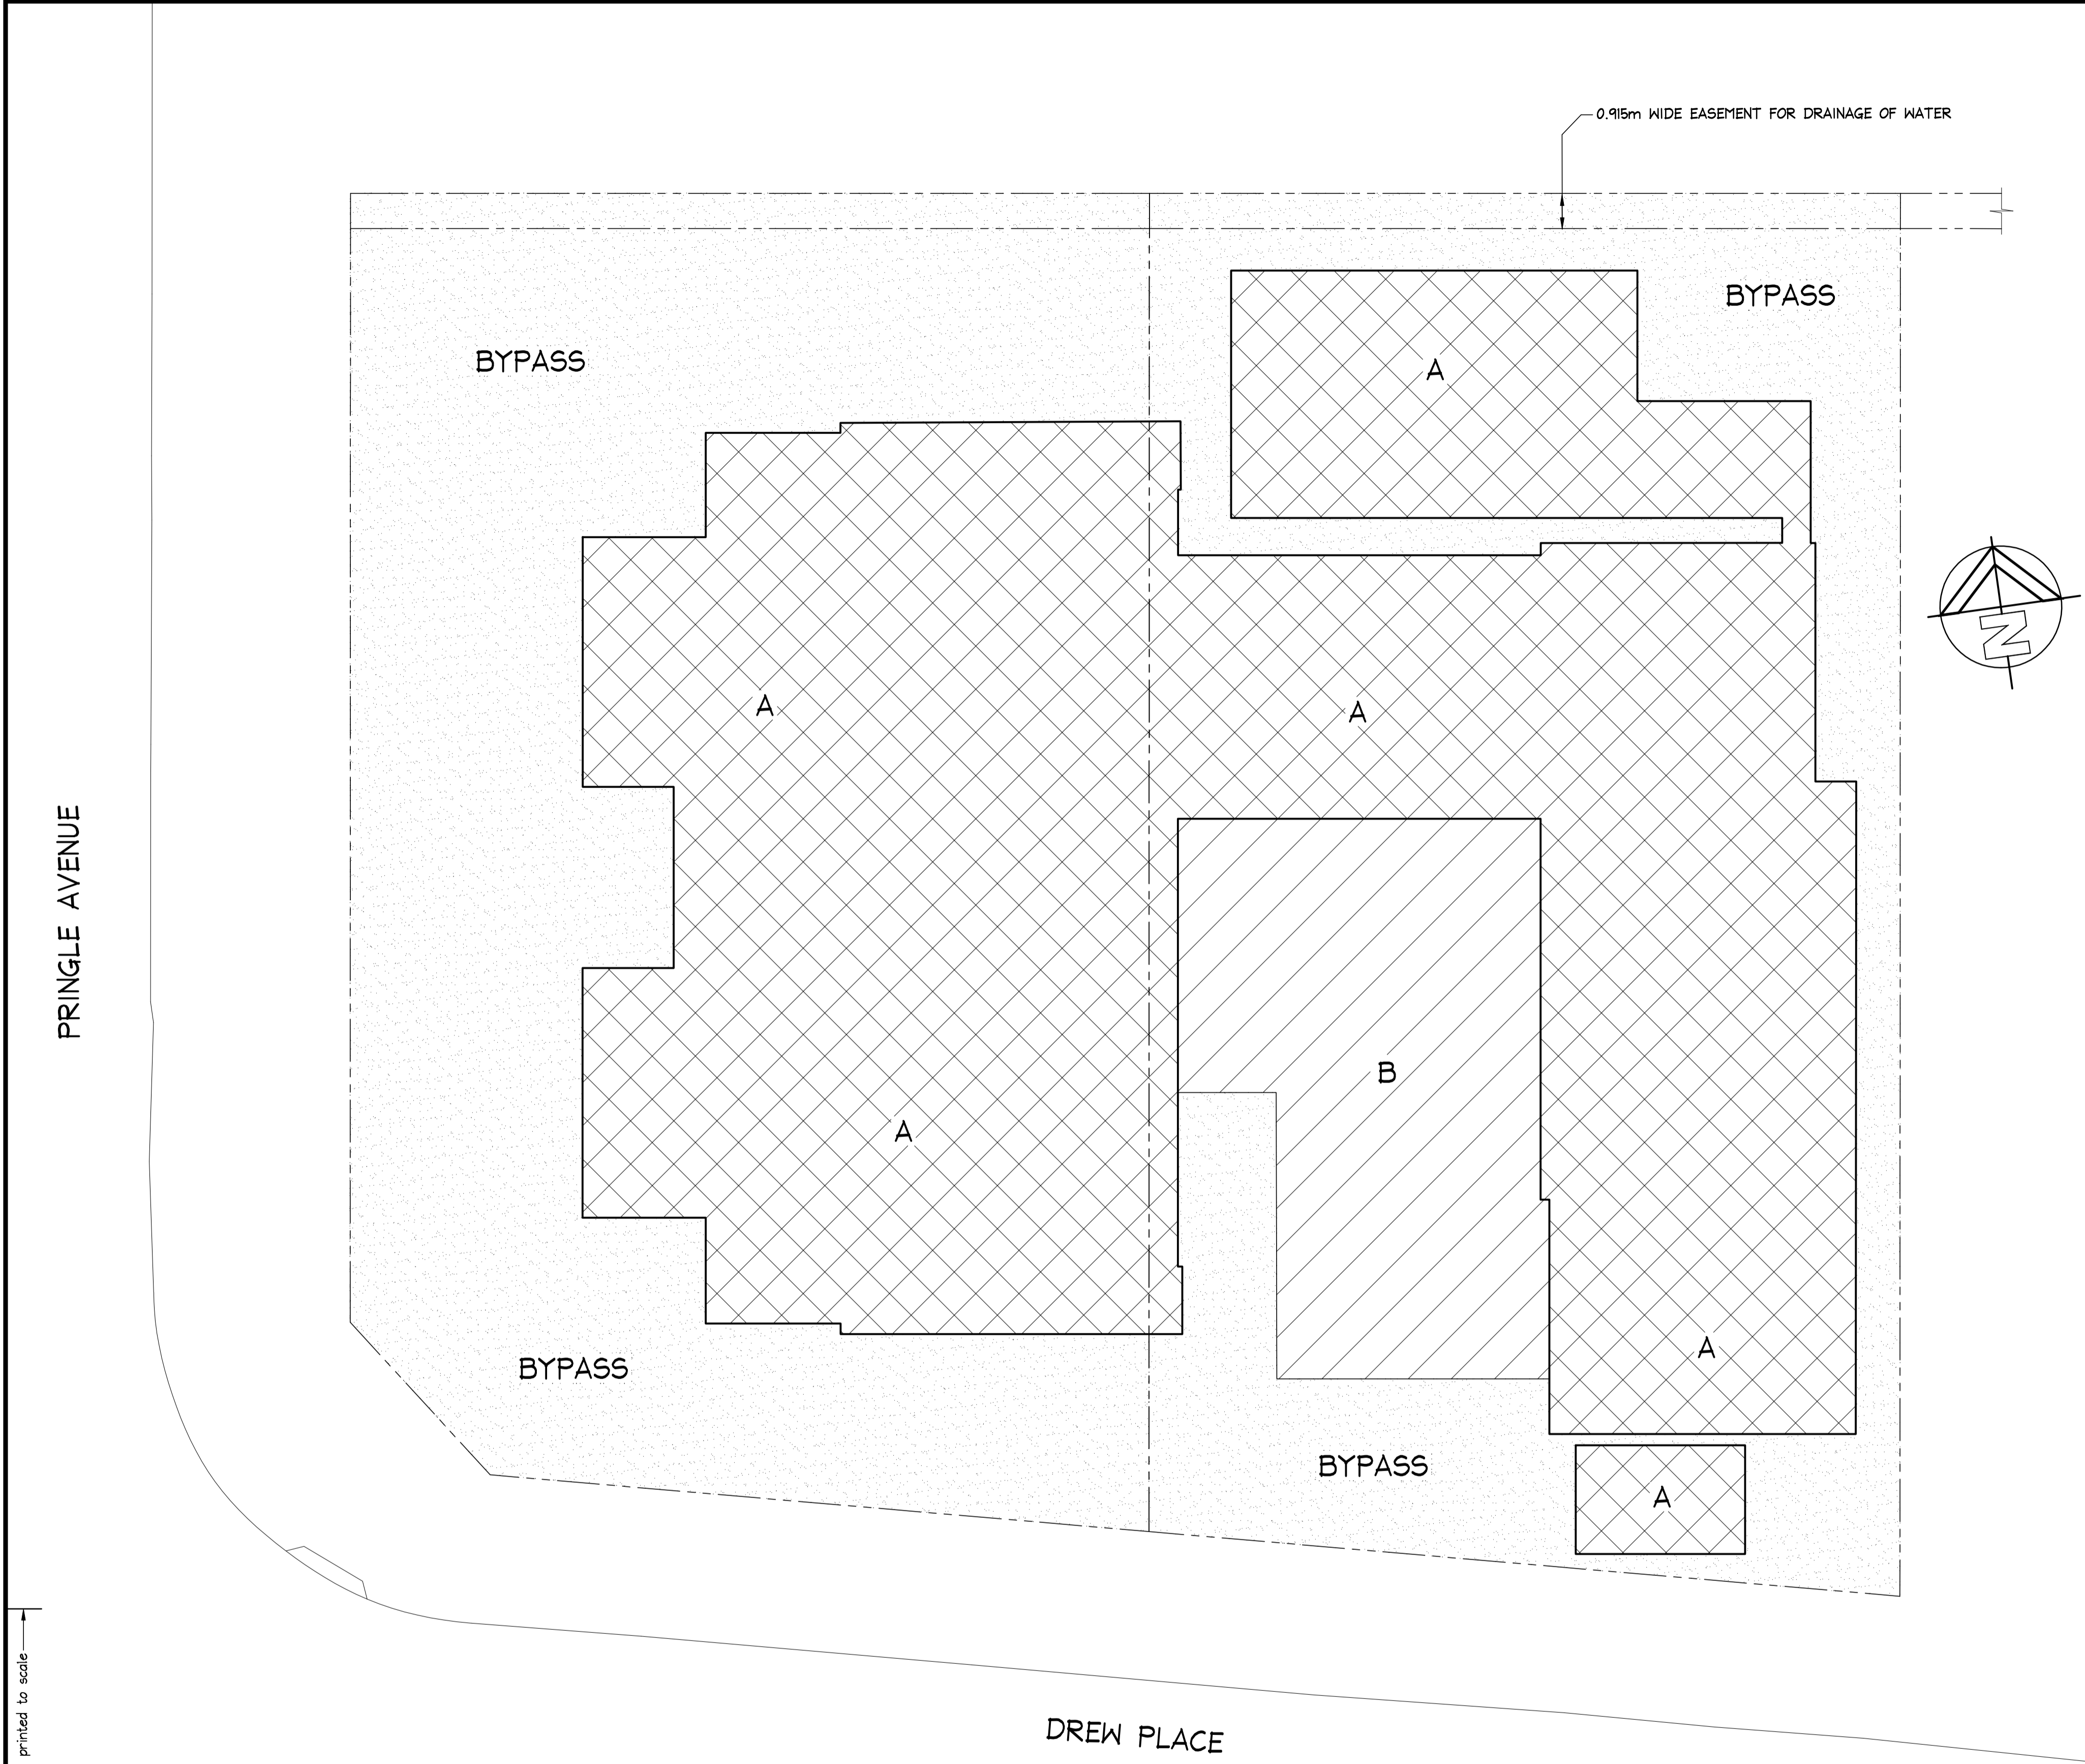 0.915m WIDE EASEMENT FOR DRAINAGE OF WATER
BYPASS
BYPASS
A
N
A
A
PRINGLE AVENUE
B
A
A
BYPASS
BYPASS
A
printed to scale
DREW PLACE